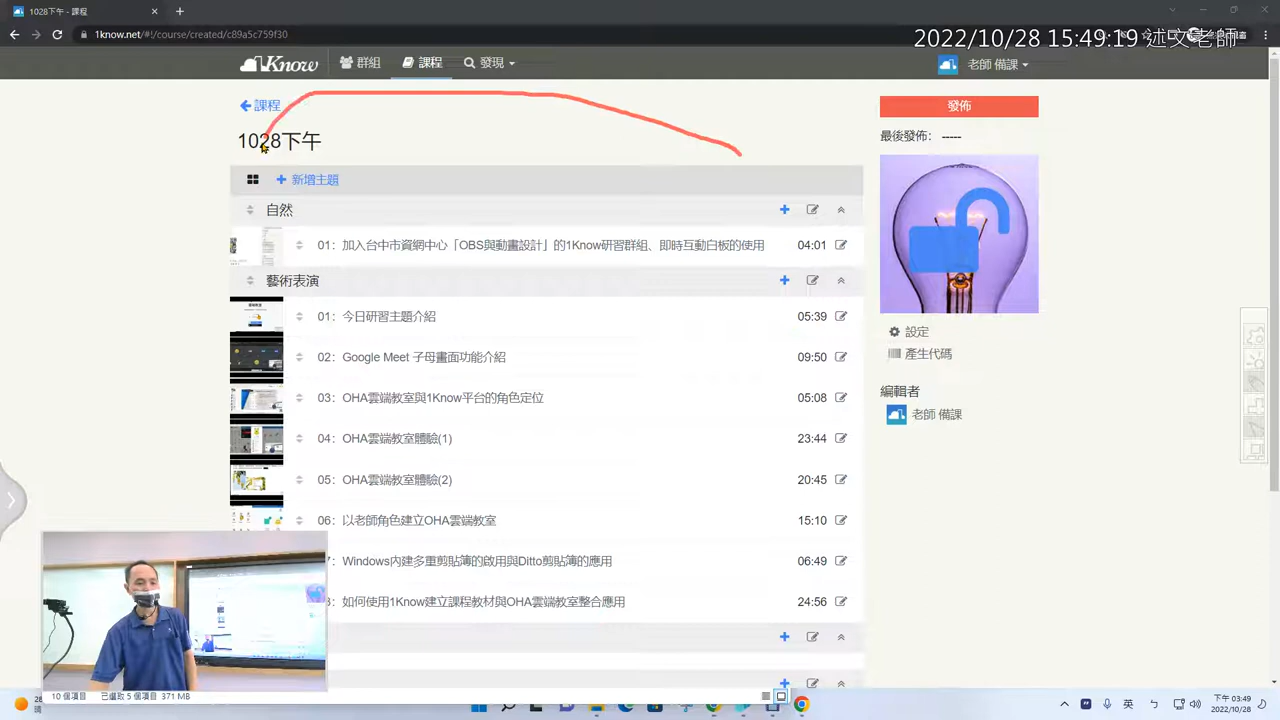 1028下午 - 課程
1know.net/#!/course/created/c89a5c759f30
2022/10/28 15:49:19 述文老師
1Know 群組 課程 發現
老師 備課
課程
發佈
1028下午
最後發佈： -----
新增主題
自然
01：加入台中市資網中心「OBS與動畫設計」的1Know研習群組、即時互動白板的使用 04:01
藝術表演
01：今日研習主題介紹 05:39
02：Google Meet 子母畫面功能介紹 09:50
03：OHA雲端教室與1Know平台的角色定位 05:08
04：OHA雲端教室體驗(1) 23:44
05：OHA雲端教室體驗(2) 20:45
06：以老師角色建立OHA雲端教室 15:10
：Windows內建多重剪貼簿的啟用與Ditto剪貼簿的應用 06:49
：如何使用1Know建立課程教材與OHA雲端教室整合應用 24:56
設定
產生代碼
編輯者
老師 備課
10 個項目 已選取 5 個項目 371 MB
英
下午 03:49
2022/10/28